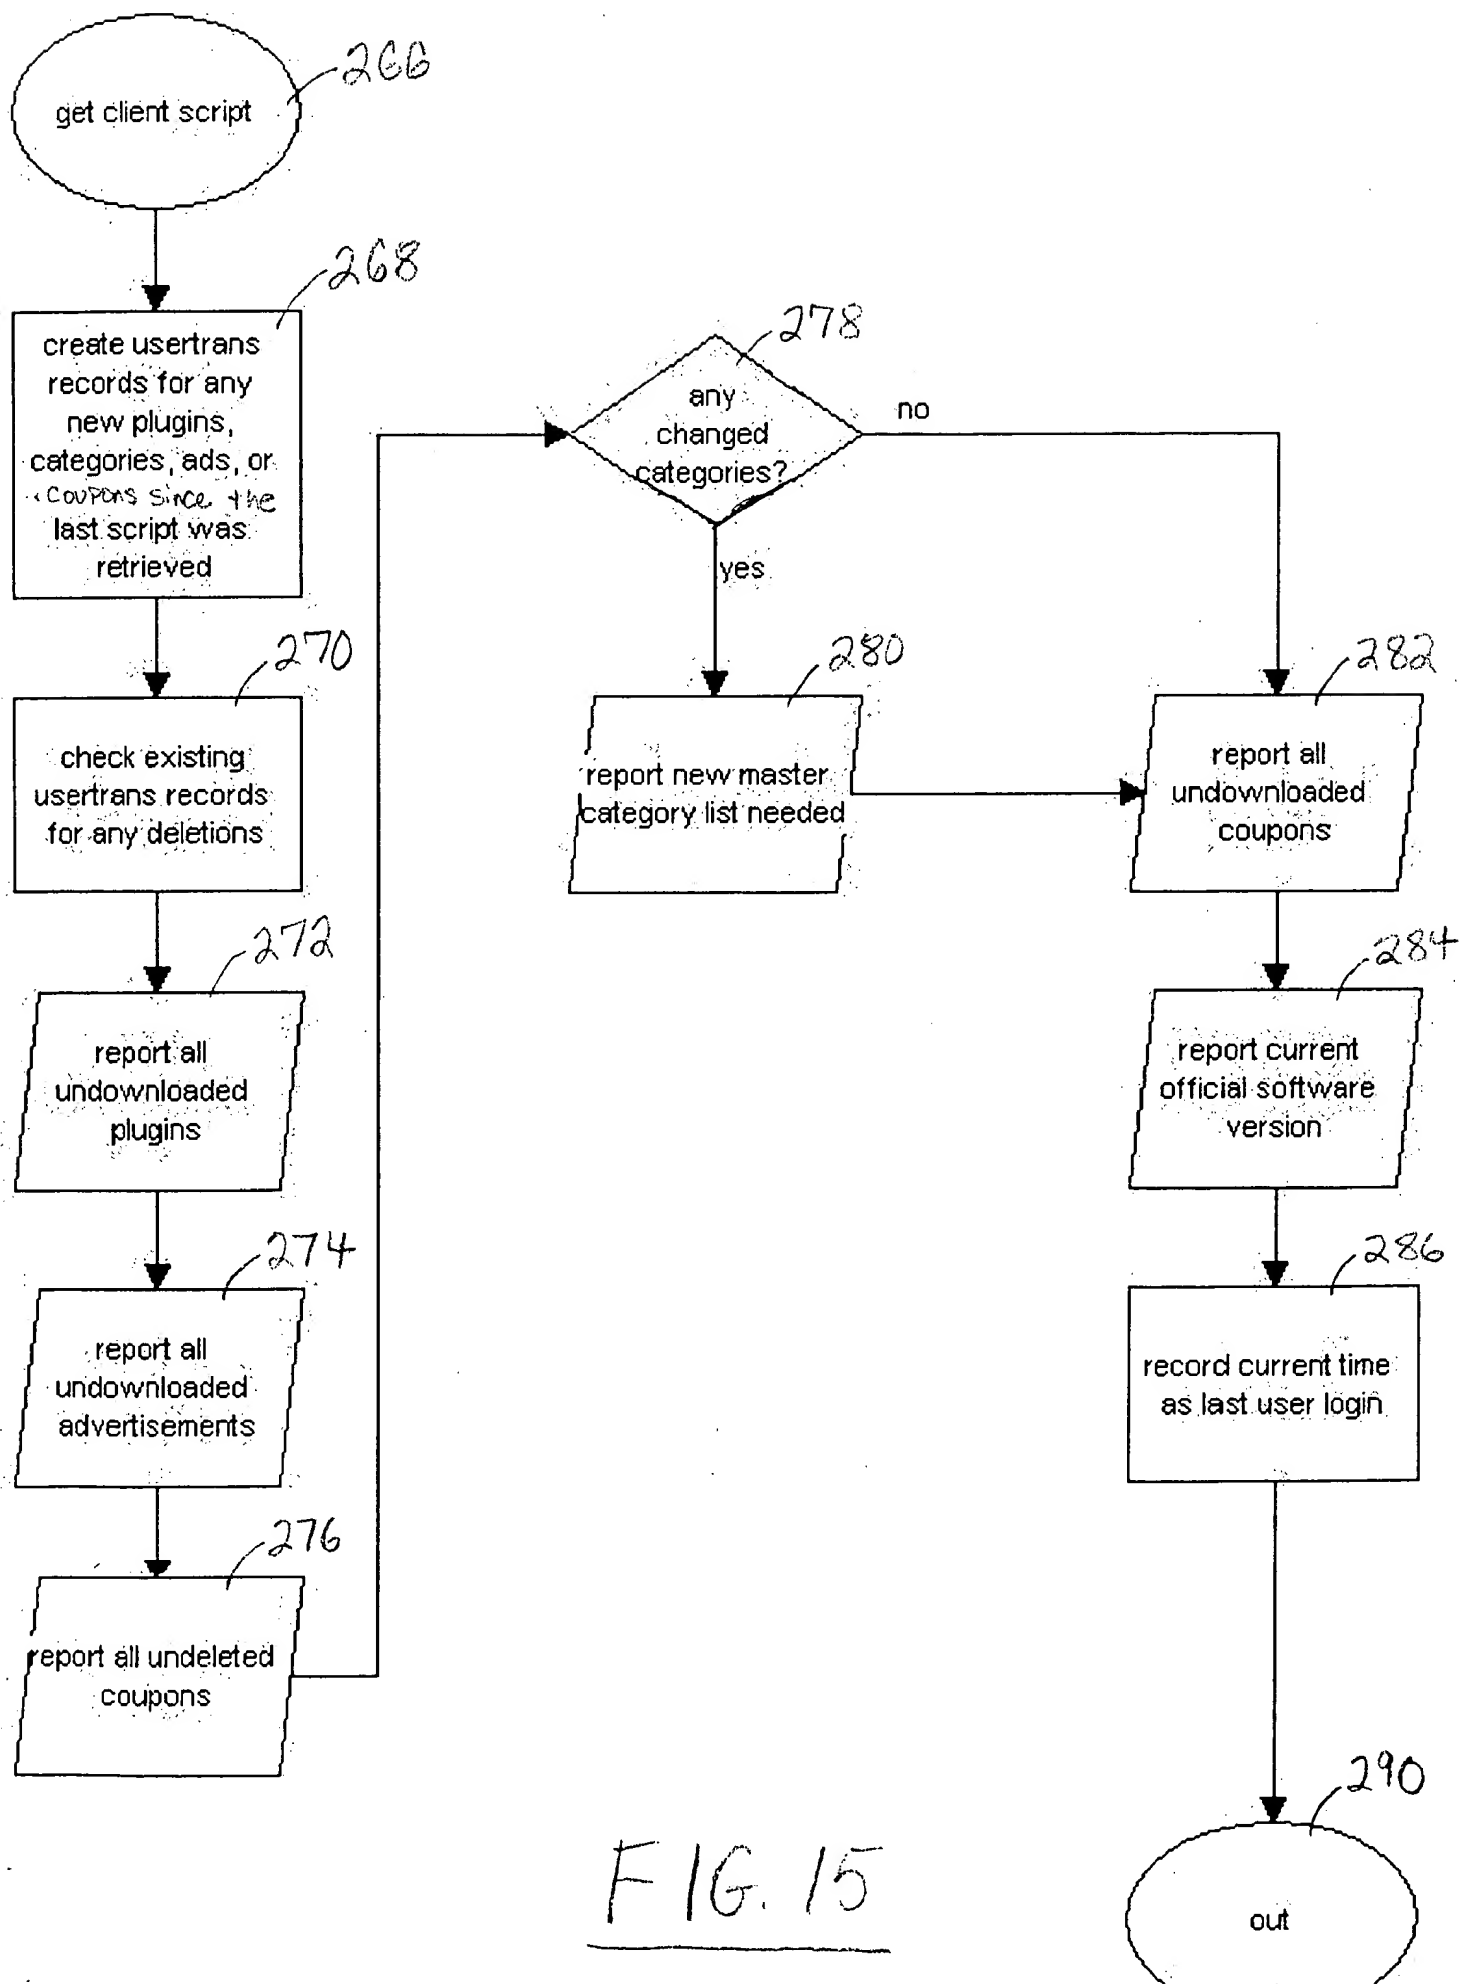 266
get client script
268
create usertrans
records for any
new plugins,
categories, ads, or
coupons since the
last script was
retrieved
270
check existing
usertrans records
for any deletions
272
report all
undownloaded
plugins
274
report all
undownloaded
advertisements
276
report all undeleted
coupons
278
any
changed
categories?
no
yes
280
report new master
category list needed
282
report all
undownloaded
coupons
284
report current
official software
version
286
record current time
as last user login
290
out
FIG. 15